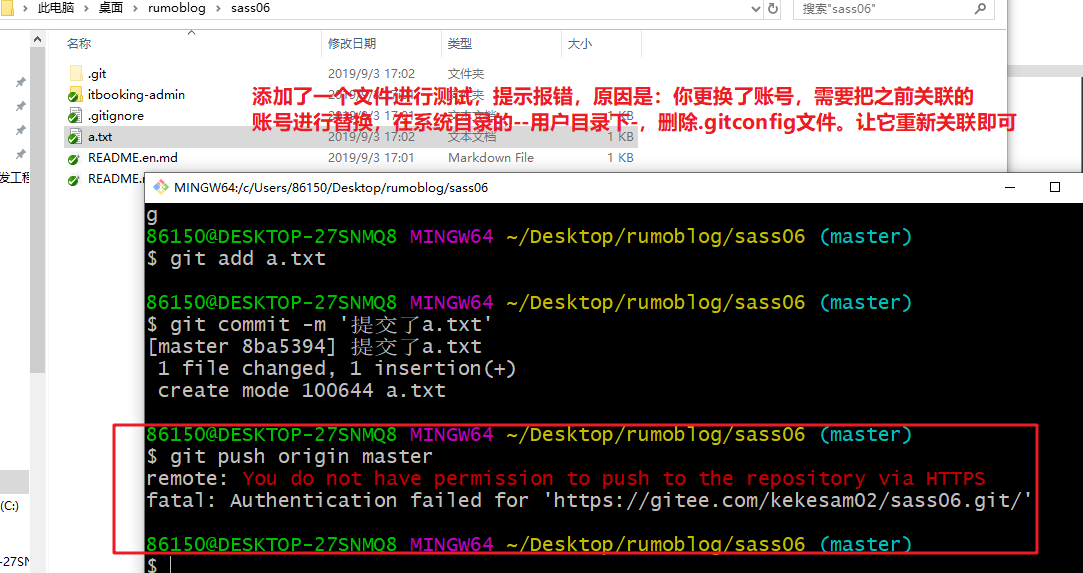 此电脑 › 桌面 › rumoblog › sass06
搜索"sass06"
名称 修改日期 类型 大小
.git 2019/9/3 17:02 文件夹
itbooking-admin
添加了一个文件进行测试，提示报错，原因是：你更换了账号，需要把之前关联的
.gitignore
账号进行替换，在系统目录的--用户目录下-，删除.gitconfig文件。让它重新关联即可
a.txt 2019/9/3 17:02 文本文档 1 KB
README.en.md 2019/9/3 17:01 Markdown File 1 KB
README.
发工程
MINGW64:/c/Users/86150/Desktop/rumoblog/sass06
g
86150@DESKTOP-27SNMQ8 MINGW64 ~/Desktop/rumoblog/sass06 (master)
$ git add a.txt
86150@DESKTOP-27SNMQ8 MINGW64 ~/Desktop/rumoblog/sass06 (master)
$ git commit -m '提交了a.txt'
[master 8ba5394] 提交了a.txt
1 file changed, 1 insertion(+)
create mode 100644 a.txt
86150@DESKTOP-27SNMQ8 MINGW64 ~/Desktop/rumoblog/sass06 (master)
$ git push origin master
remote: You do not have permission to push to the repository via HTTPS
fatal: Authentication failed for 'https://gitee.com/kekesam02/sass06.git/'
(C:)
86150@DESKTOP-27SNMQ8 MINGW64 ~/Desktop/rumoblog/sass06 (master)
-27SN
$